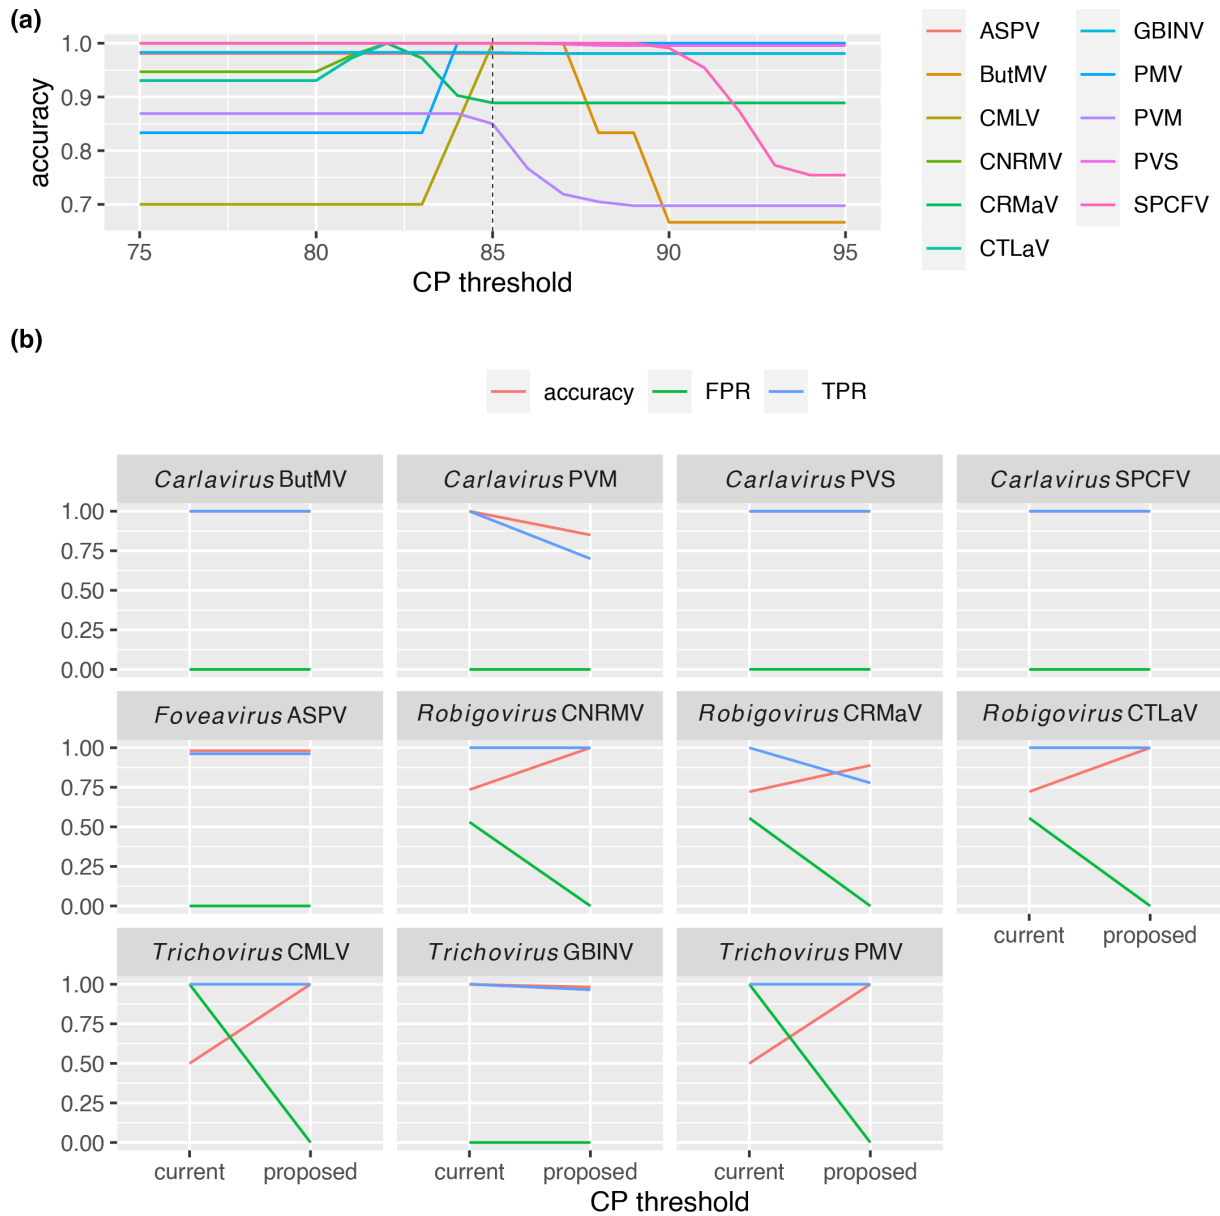 (a)
1.0
0.9
0.8
0.7
accuracy
75 80 85 90 95
CP threshold
ASPV
ButMV
CMLV
CNRMV
CRMaV
CTLaV
GBINV
PMV
PVM
PVS
SPCFV
(b)
accuracy FPR TPR
Carlavirus ButMV Carlavirus PVM Carlavirus PVS Carlavirus SPCFV
1.00
0.75
0.50
0.25
0.00
Foveavirus ASPV Robigovirus CNRMV Robigovirus CRMaV Robigovirus CTLaV
1.00
0.75
0.50
0.25
0.00
current proposed
Trichovirus CMLV Trichovirus GBINV Trichovirus PMV
1.00
0.75
0.50
0.25
0.00
current proposed current proposed current proposed
CP threshold